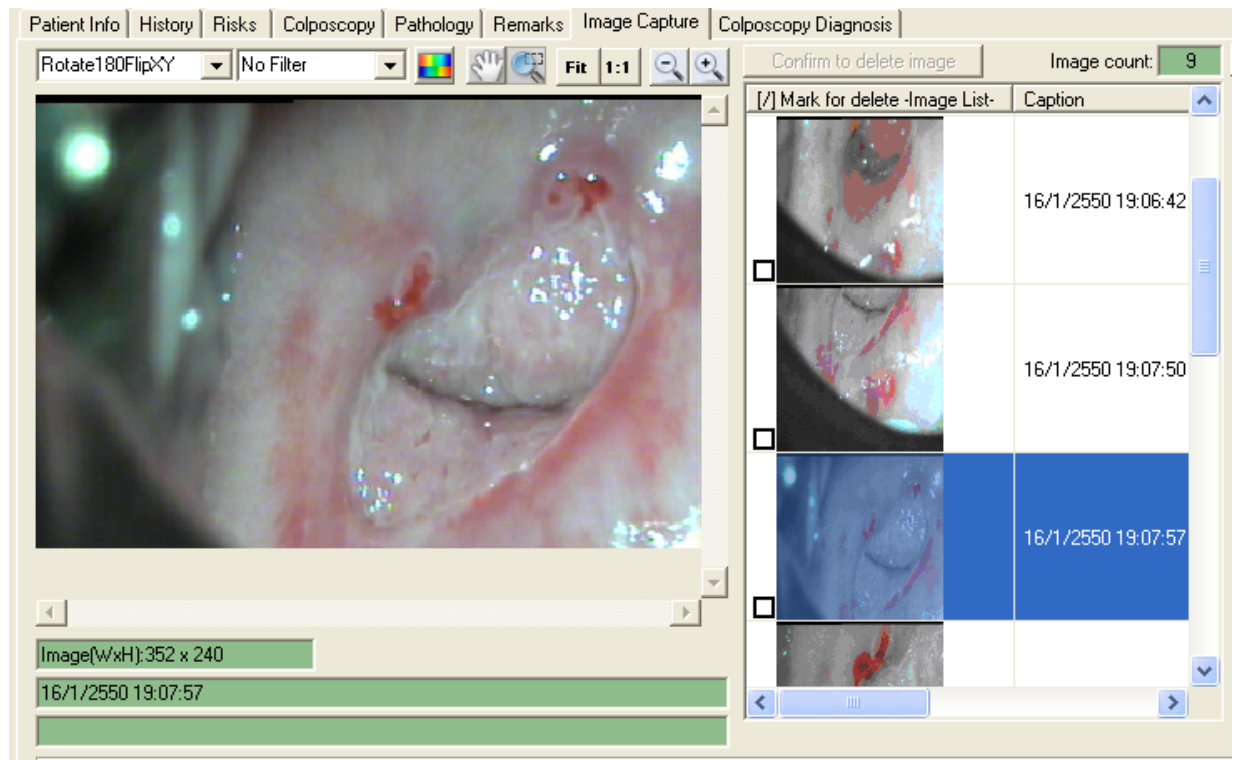 Patient Info History Risks Colposcopy Pathology Remarks Image Capture Colposcopy Diagnosis
Rotate180FlipXY No Filter Fit 1:1 Confirm to delete image Image count: 9
[/] Mark for delete -Image List- Caption
16/1/2550 19:06:42
16/1/2550 19:07:50
16/1/2550 19:07:57
Image(WxH):352 x 240
16/1/2550 19:07:57